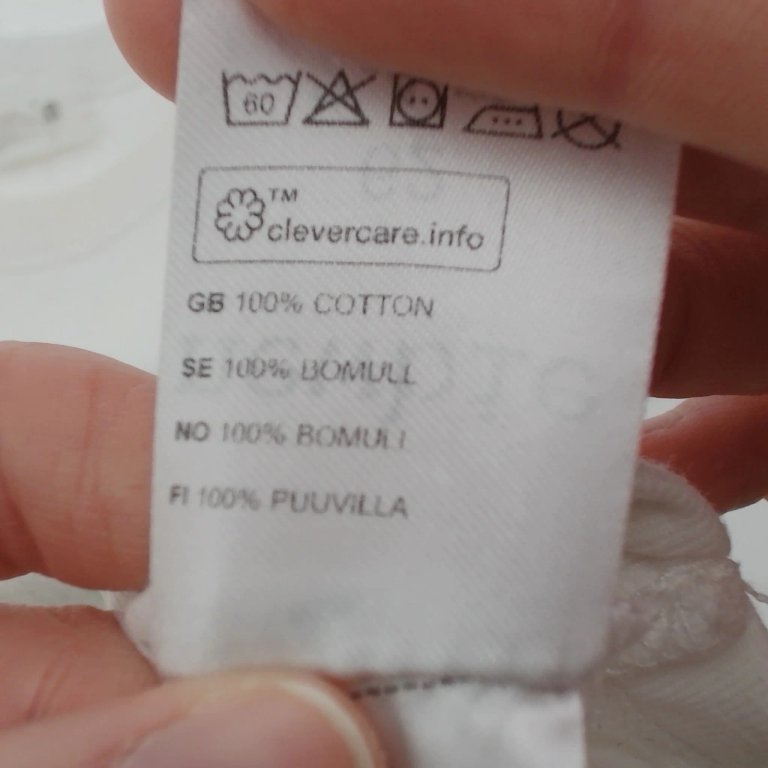 60
TM
clevercare.info
GB 100% COTTON
SE 100% BOMULL
NO 100% BOMULL
FI 100% PUUVILLA